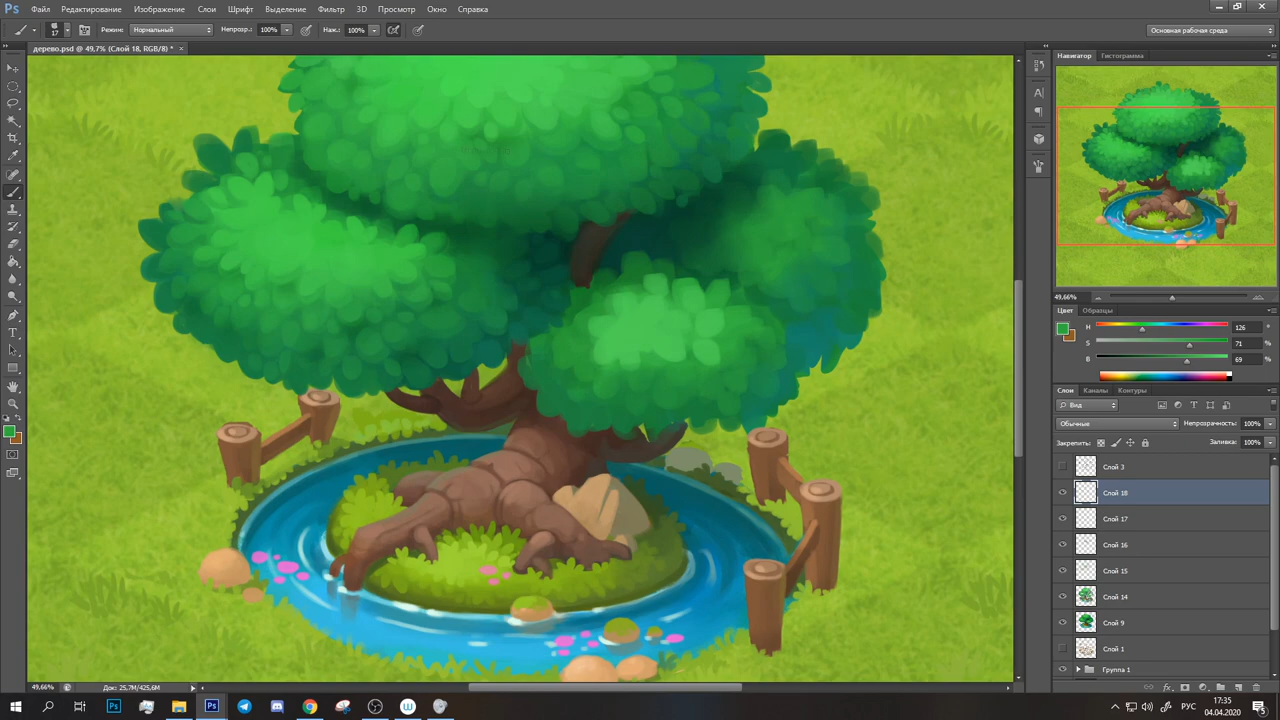 Ps Файл Редактирование Изображение Слои Шрифт Выделение Фильтр 3D Просмотр Окно Справка
17 Режим: Нормальный Непрозр.: 100% Наж.: 100% Основная рабочая среда
дерево.psd @ 49,7% (Слой 18, RGB/8) *
Навигатор Гистограмма
49,66%
Цвет Образцы
H 126 °
S 71 %
B 69 %
Слои Каналы Контуры
Вид
Обычные Непрозрачность: 100%
Закрепить: Заливка: 100%
Слой 3
Слой 18
Слой 17
Слой 16
Слой 15
Слой 14
Слой 9
Слой 1
Группа 1
49,66% Док: 25,7M/425,6M
РУС 17:35
04.04.2020